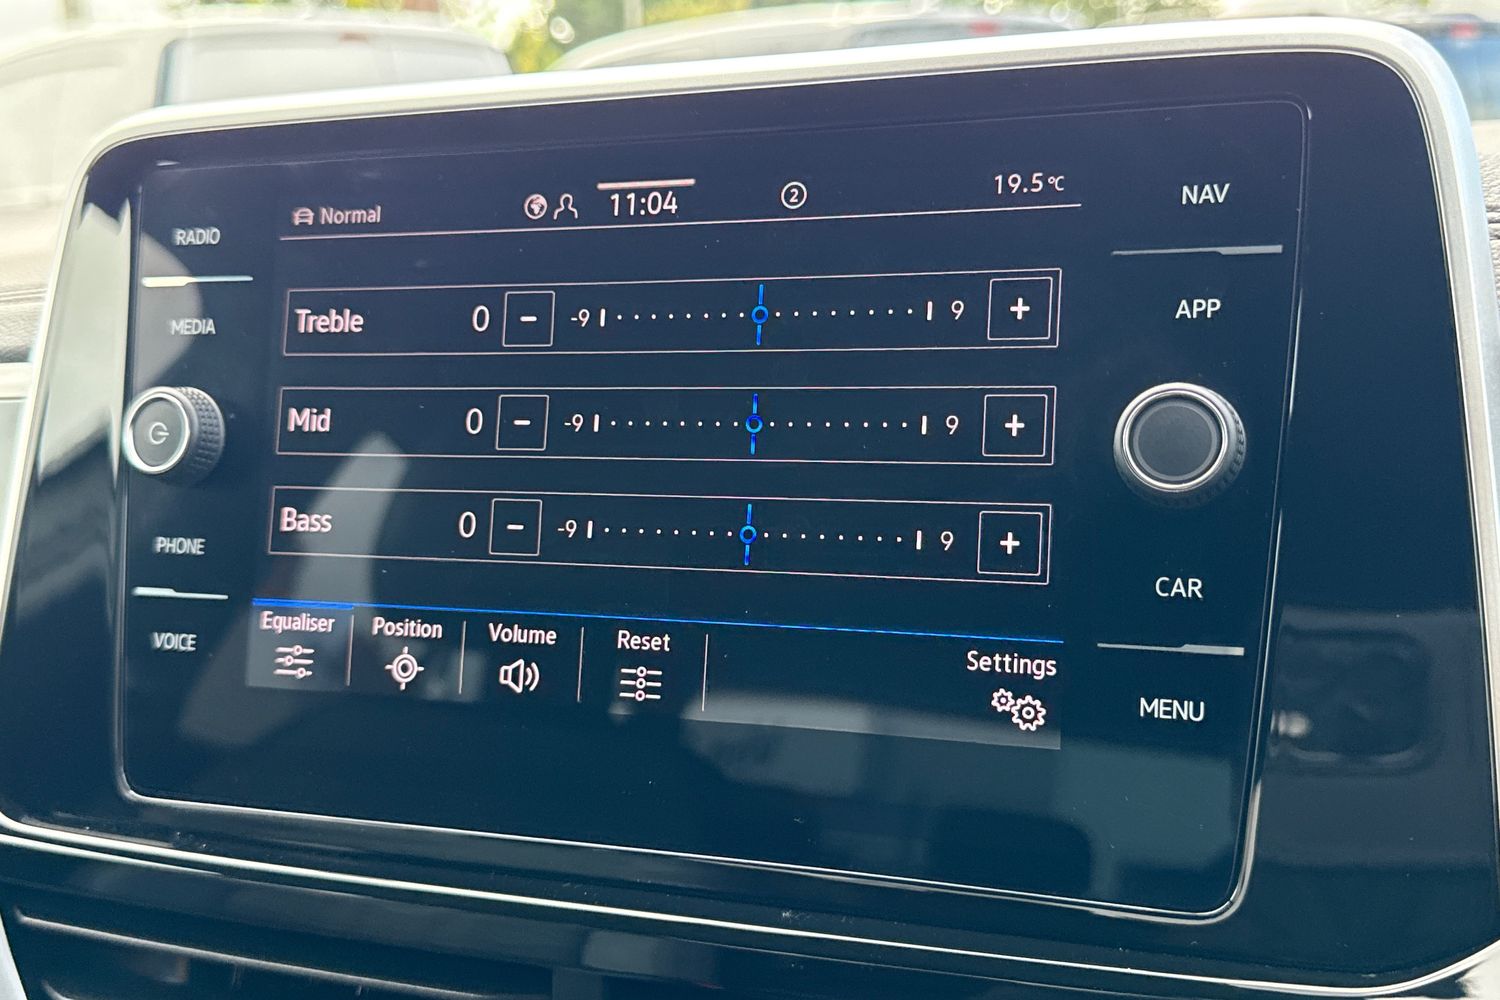 RADIO
MEDIA
PHONE
VOICE
Normal
11:04
2
19.5°C
Treble 0 - -9 9 +
Mid 0 - -9 9 +
Bass 0 - -9 9 +
Equaliser
Position
Volume
Reset
Settings
NAV
APP
CAR
MENU